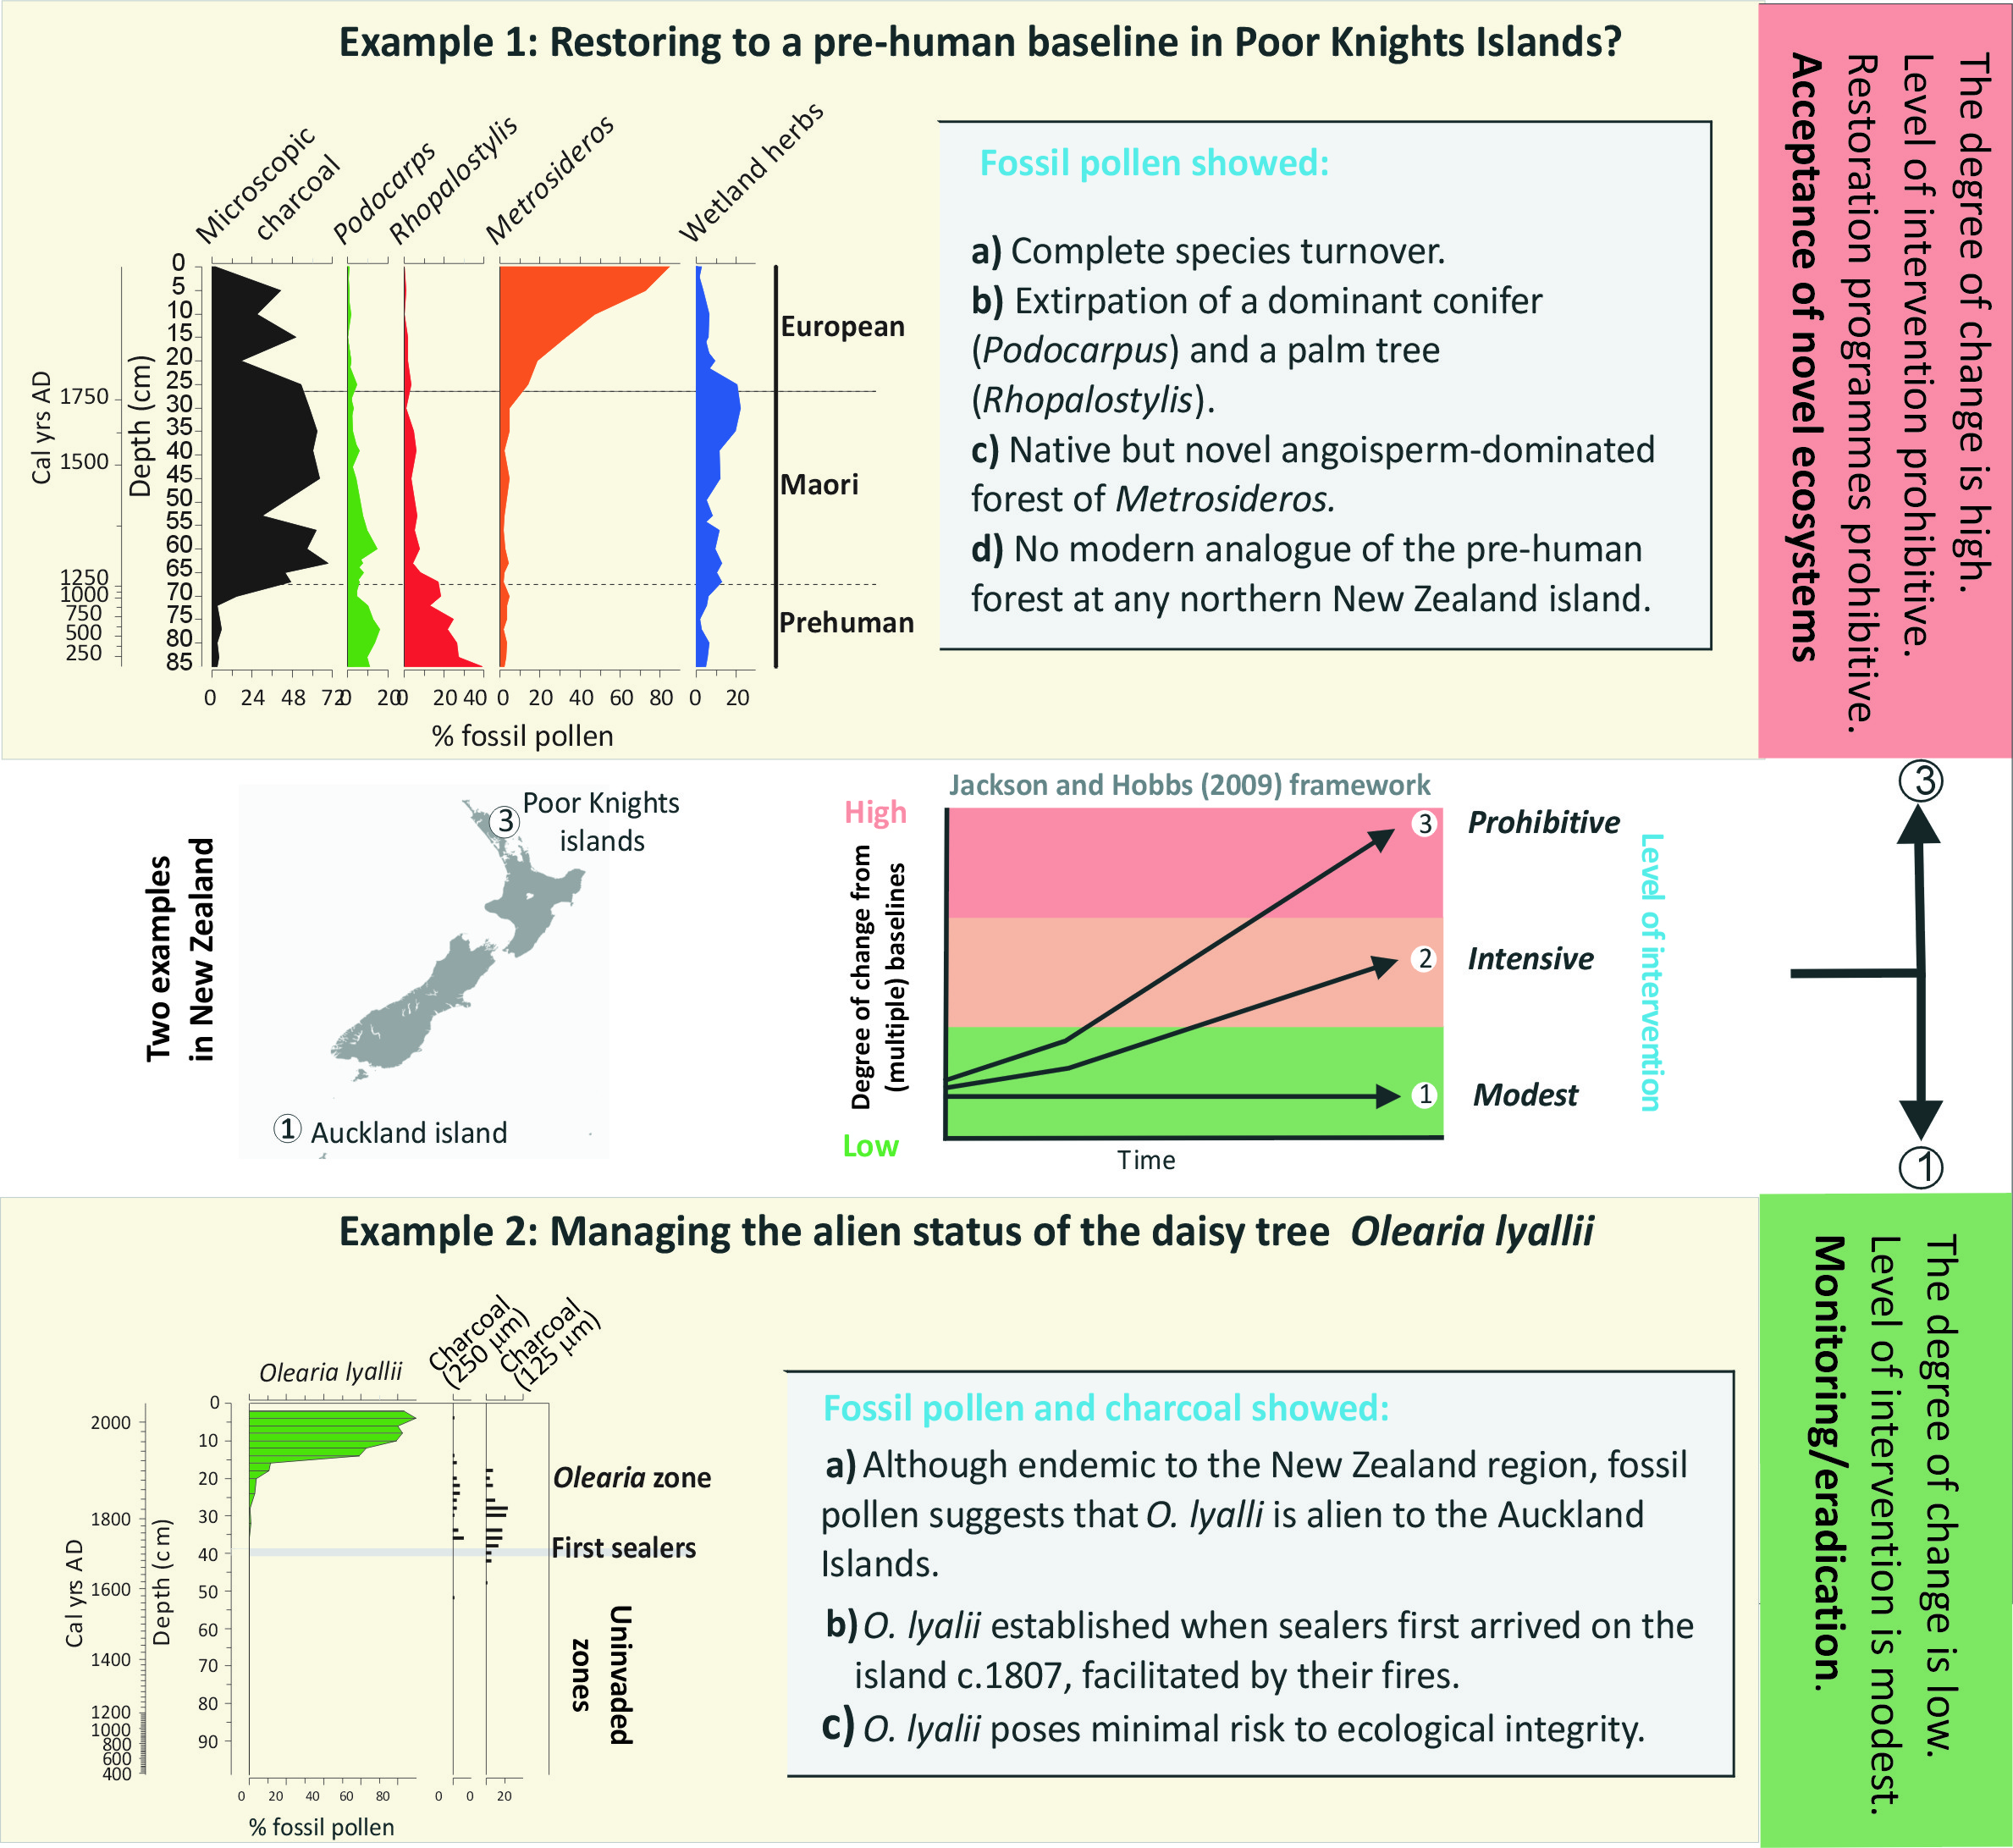 Example 1: Restoring to a pre-human baseline in Poor Knights Islands?
Microscopic
charcoal
Podocarps
Rhopalostylis
Metrosideros
Wetland herbs
Cal yrs AD
1750
1500
1250
1000
750
500
250
Depth (cm)
0
5
10
15
20
25
30
35
40
45
50
55
60
65
70
75
80
85
European
Maori
Prehuman
0 24 48 72
0 20
0 20 40
0 20 40 60 80
0 20
% fossil pollen
Fossil pollen showed:
a) Complete species turnover.
b) Extirpation of a dominant conifer
(Podocarpus) and a palm tree
(Rhopalostylis).
c) Native but novel angoisperm-dominated
forest of Metrosideros.
d) No modern analogue of the pre-human
forest at any northern New Zealand island.
The degree of change is high.
Level of intervention prohibitive.
Restoration programmes prohibitive.
Acceptance of novel ecosystems
Two examples
in New Zealand
3 Poor Knights
islands
1 Auckland island
Jackson and Hobbs (2009) framework
High
Degree of change from
(multiple) baselines
Low
Time
3 Prohibitive
2 Intensive
1 Modest
Level of intervention
3
1
Example 2: Managing the alien status of the daisy tree Olearia lyallii
Olearia lyallii
Charcoal
(250 µm)
Charcoal
(125 µm)
Cal yrs AD
2000
1800
1600
1400
1200
1000
800
600
400
Depth (cm)
0
10
20
30
40
50
60
70
80
90
Olearia zone
First sealers
Uninvaded
zones
0 20 40 60 80
0
0 20
% fossil pollen
Fossil pollen and charcoal showed:
a) Although endemic to the New Zealand region, fossil
pollen suggests that O. lyalli is alien to the Auckland
Islands.
b) O. lyalii established when sealers first arrived on the
island c.1807, facilitated by their fires.
c) O. lyalii poses minimal risk to ecological integrity.
The degree of change is low.
Level of intervention is modest.
Monitoring/eradication.